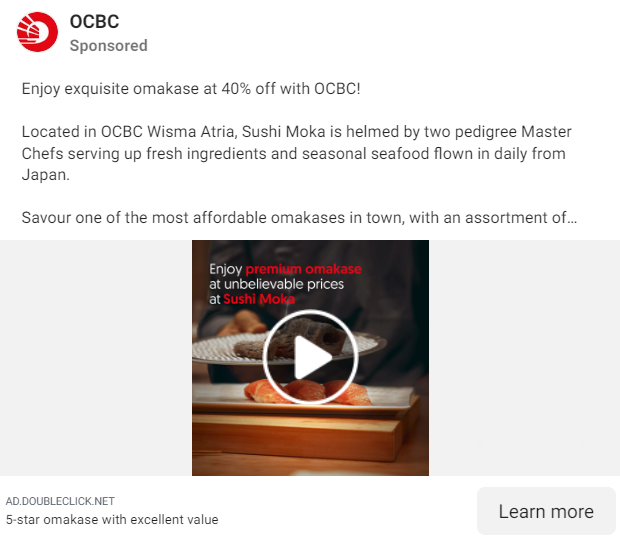 OCBC
Sponsored
Enjoy exquisite omakase at 40% off with OCBC!
Located in OCBC Wisma Atria, Sushi Moka is helmed by two pedigree Master
Chefs serving up fresh ingredients and seasonal seafood flown in daily from
Japan.
Savour one of the most affordable omakases in town, with an assortment of...
Enjoy premium omakase
at unbelievable prices
at Sushi Moka
AD.DOUBLECLICK.NET
5-star omakase with excellent value
Learn more